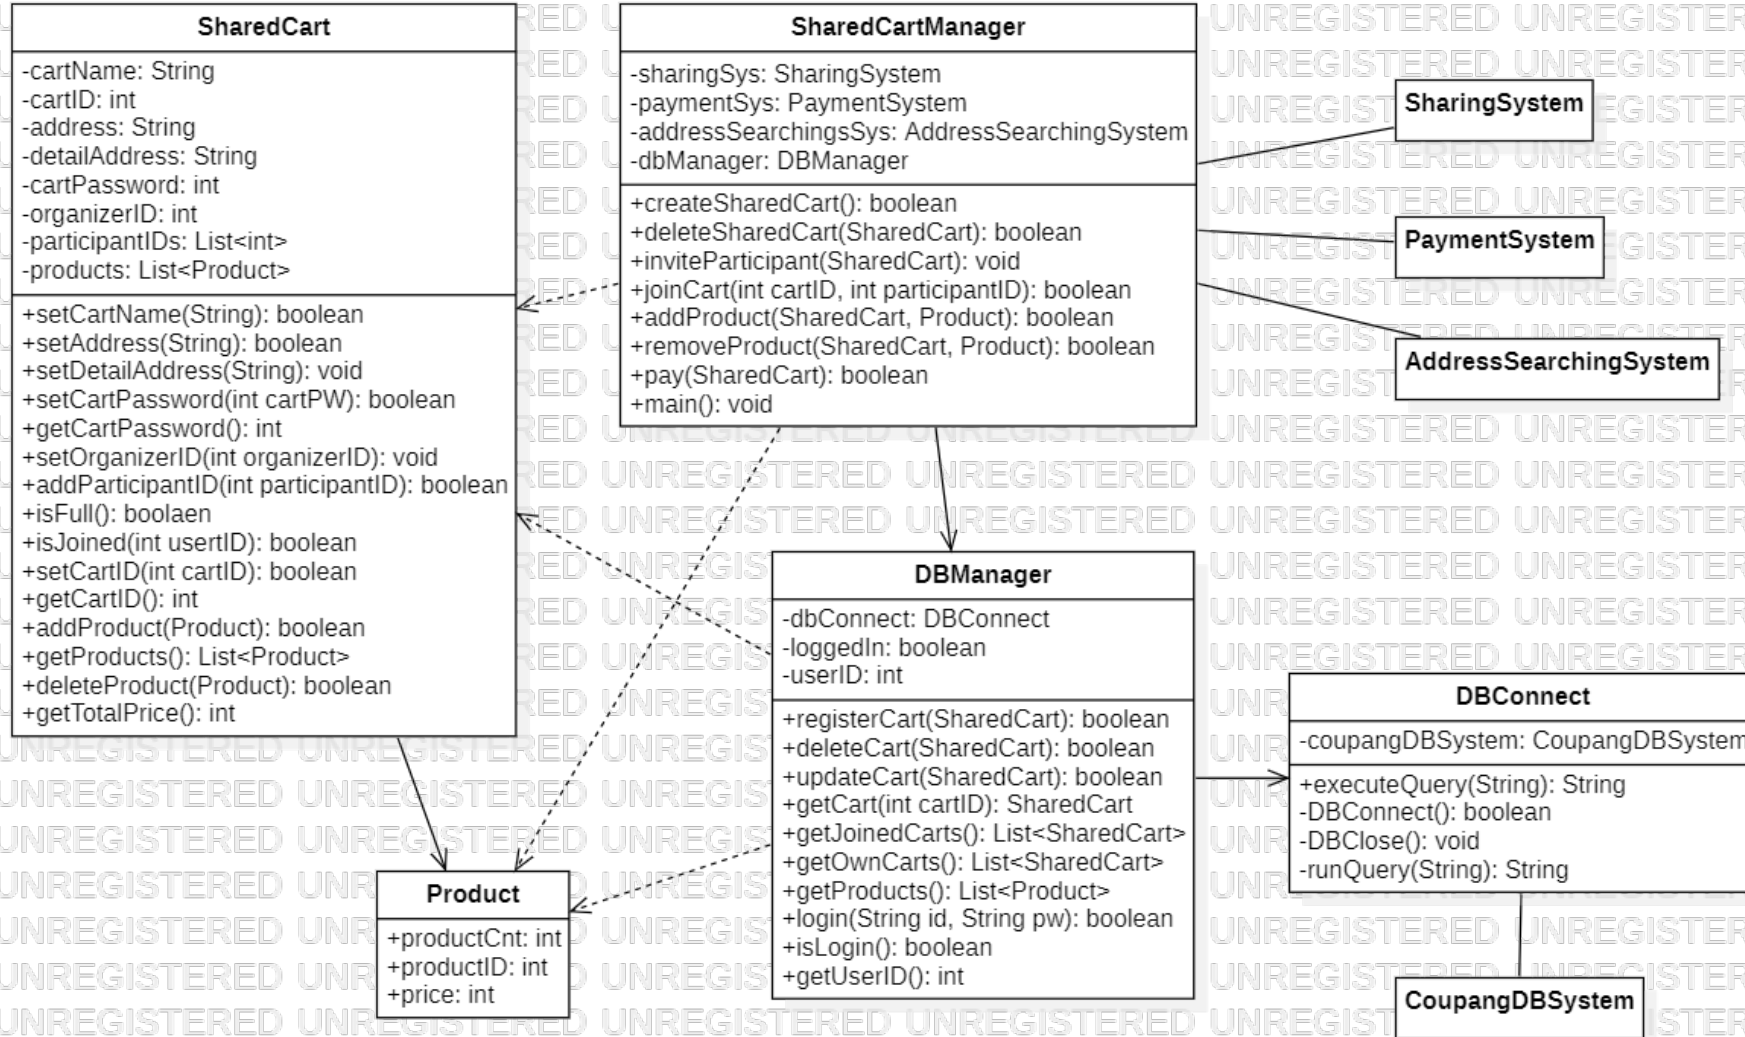 SharedCart
-cartName: String
-cartID: int
-address: String
-detailAddress: String
-cartPassword: int
-organizerID: int
-participantIDs: List<int>
-products: List<Product>
+setCartName(String): boolean
+setAddress(String): boolean
+setDetailAddress(String): void
+setCartPassword(int cartPW): boolean
+getCartPassword(): int
+setOrganizerID(int organizerID): void
+addParticipantID(int participantID): boolean
+isFull(): boolaen
+isJoined(int usertID): boolean
+setCartID(int cartID): boolean
+getCartID(): int
+addProduct(Product): boolean
+getProducts(): List<Product>
+deleteProduct(Product): boolean
+getTotalPrice(): int
SharedCartManager
-sharingSys: SharingSystem
-paymentSys: PaymentSystem
-addressSearchingsSys: AddressSearchingSystem
-dbManager: DBManager
+createSharedCart(): boolean
+deleteSharedCart(SharedCart): boolean
+inviteParticipant(SharedCart): void
+joinCart(int cartID, int participantID): boolean
+addProduct(SharedCart, Product): boolean
+removeProduct(SharedCart, Product): boolean
+pay(SharedCart): boolean
+main(): void
SharingSystem
PaymentSystem
AddressSearchingSystem
DBManager
-dbConnect: DBConnect
-loggedIn: boolean
-userID: int
+registerCart(SharedCart): boolean
+deleteCart(SharedCart): boolean
+updateCart(SharedCart): boolean
+getCart(int cartID): SharedCart
+getJoinedCarts(): List<SharedCart>
+getOwnCarts(): List<SharedCart>
+getProducts(): List<Product>
+login(String id, String pw): boolean
+isLogin(): boolean
+getUserID(): int
DBConnect
-coupangDBSystem: CoupangDBSystem
+executeQuery(String): String
-DBConnect(): boolean
-DBClose(): void
-runQuery(String): String
Product
+productCnt: int
+productID: int
+price: int
CoupangDBSystem
UNREGISTERED